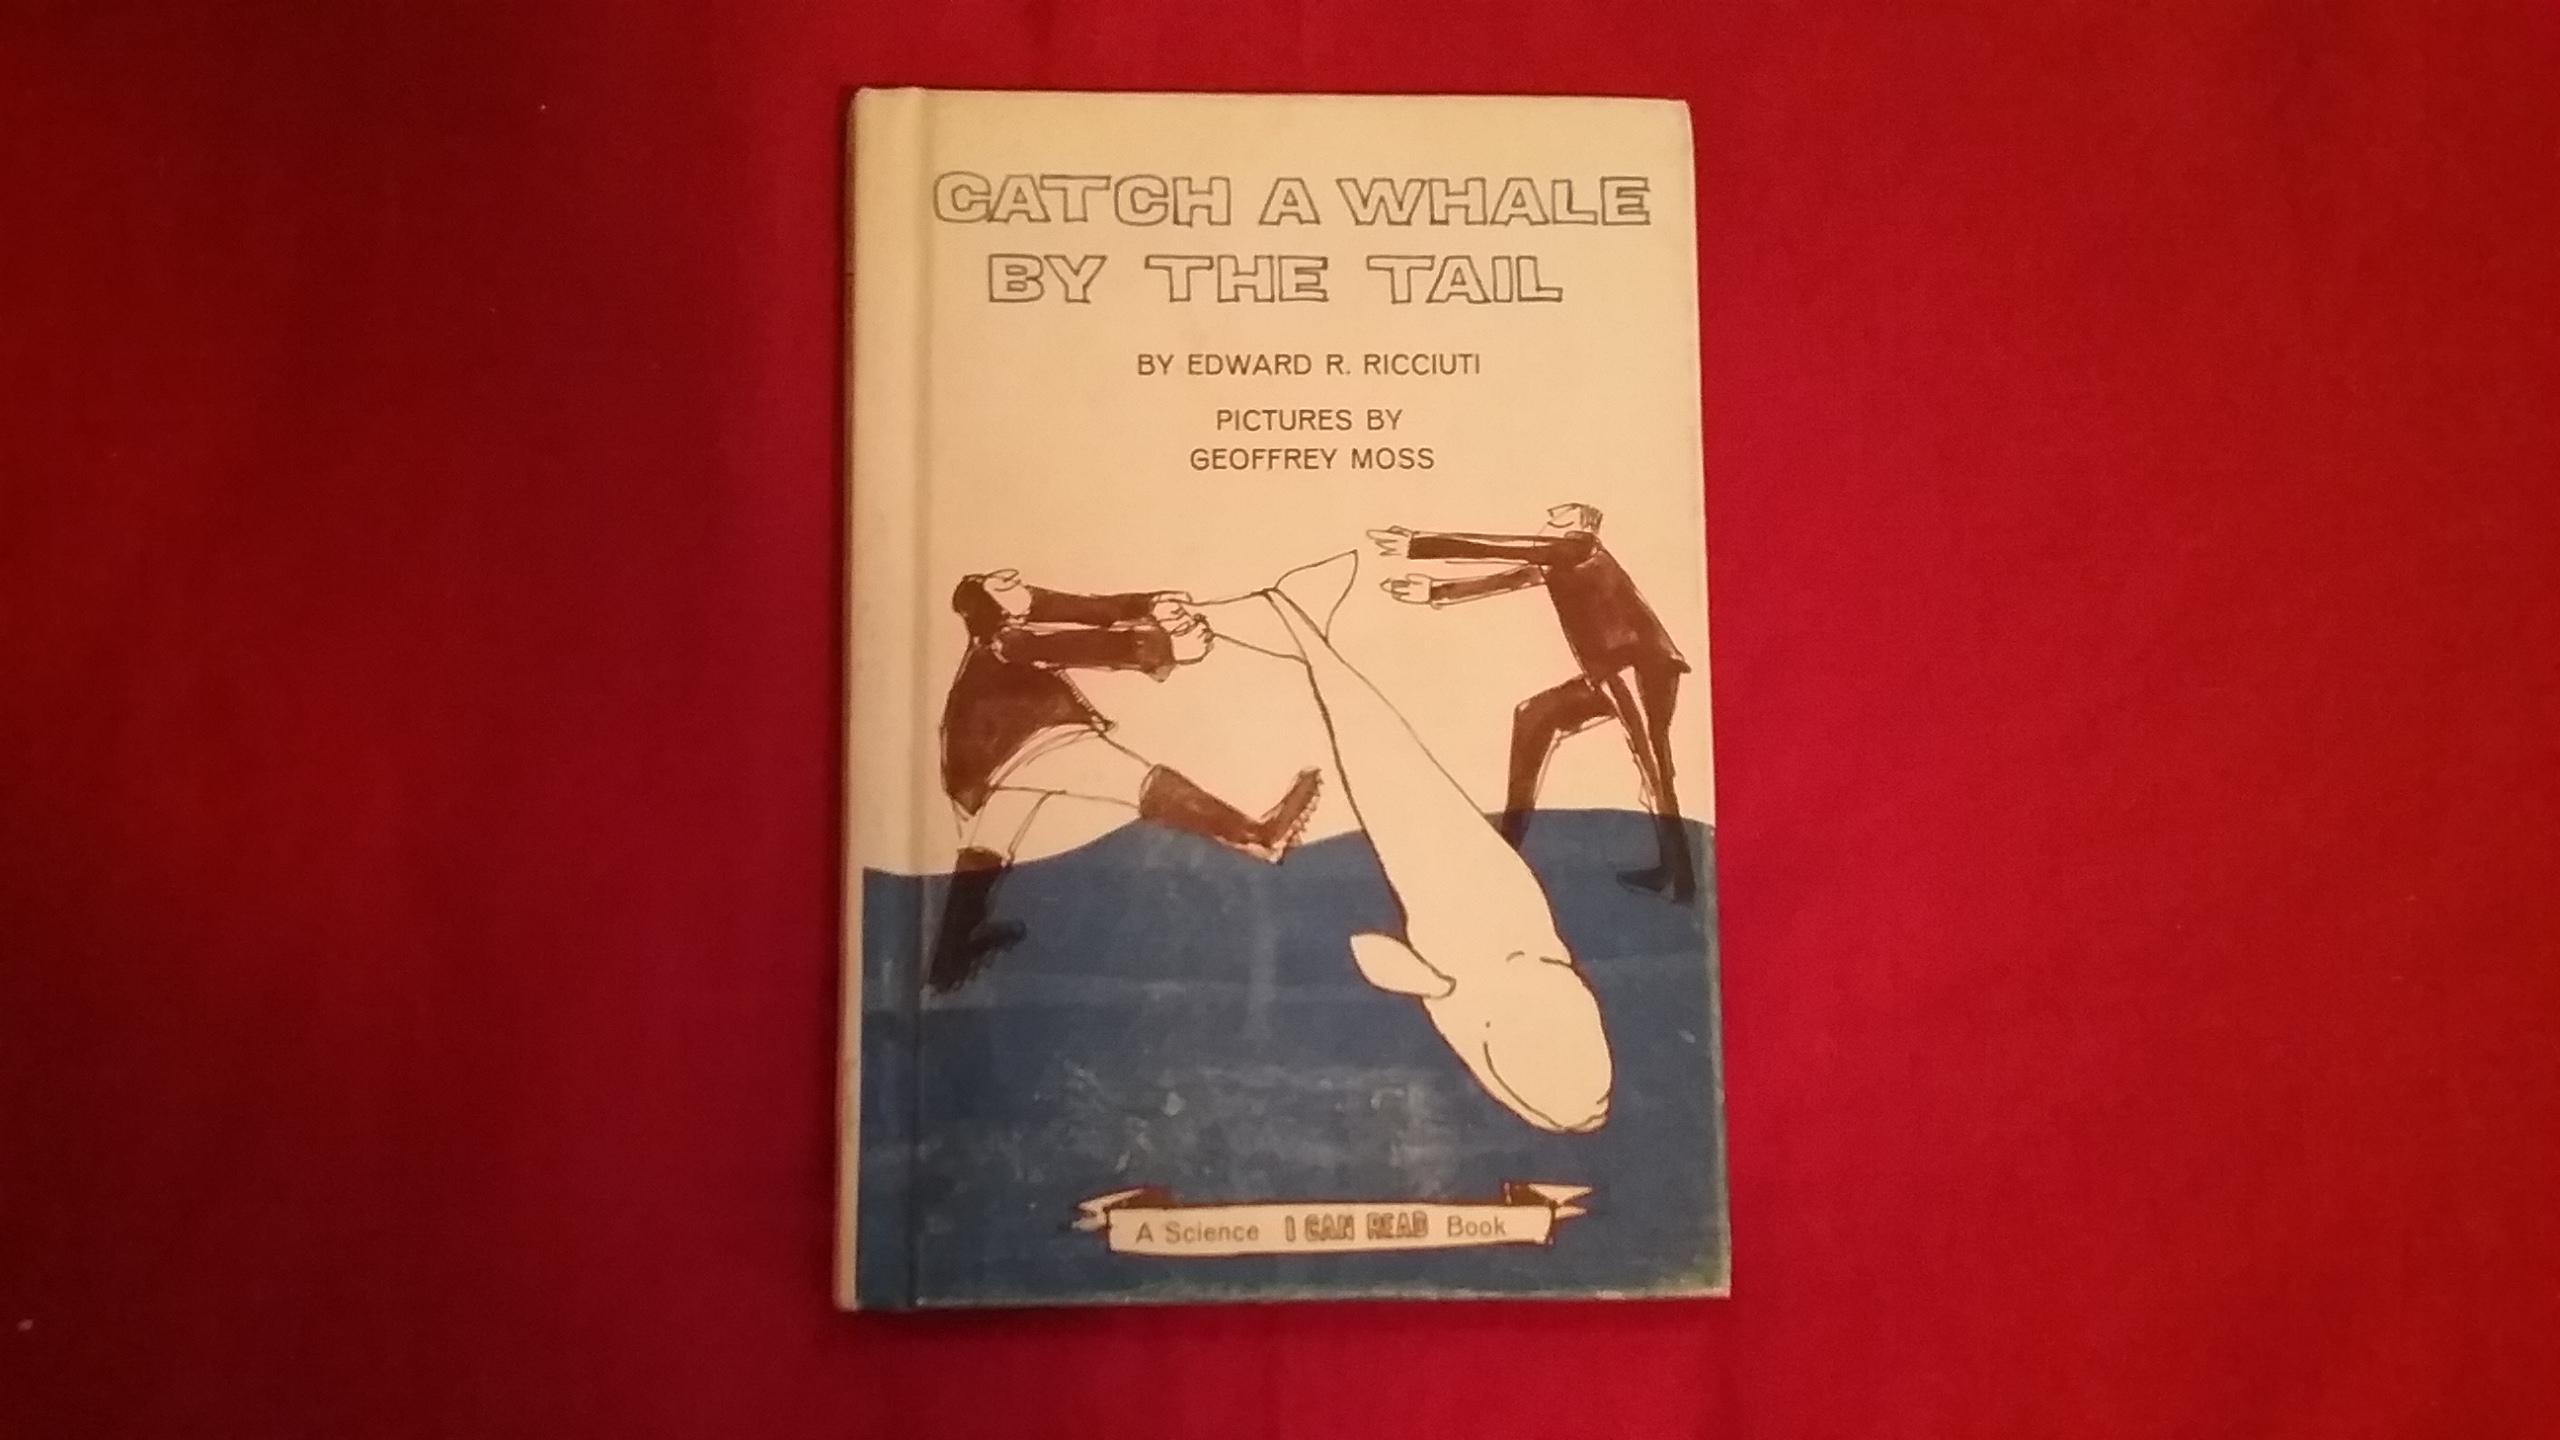 CATCH A WHALE
BY THE TAIL
BY EDWARD R. RICCIUTI
PICTURES BY
GEOFFREY MOSS
A Science I CAN READ Book